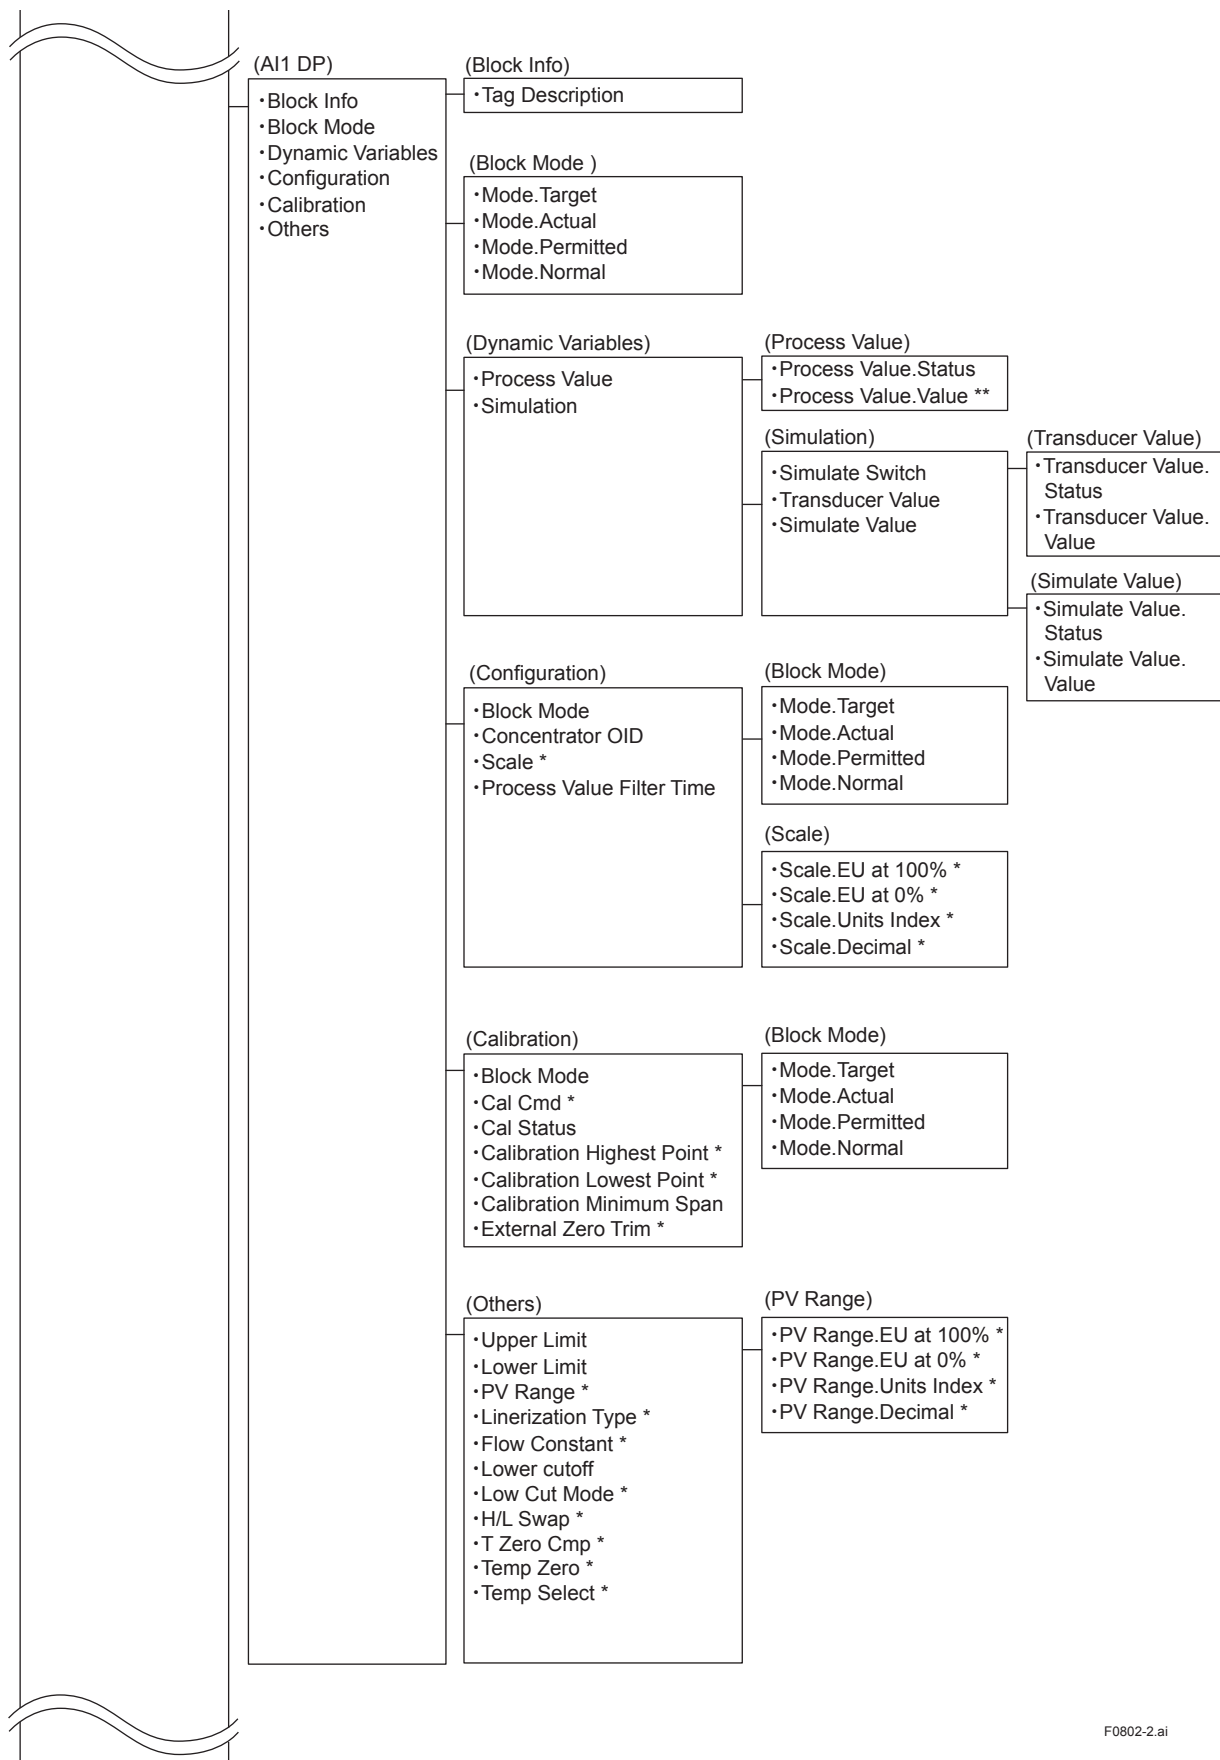 (AI1 DP)
・Block Info
・Block Mode
・Dynamic Variables
・Configuration
・Calibration
・Others
(Block Info)
・Tag Description
(Block Mode )
・Mode.Target
・Mode.Actual
・Mode.Permitted
・Mode.Normal
(Dynamic Variables)
・Process Value
・Simulation
(Process Value)
・Process Value.Status
・Process Value.Value **
(Simulation)
・Simulate Switch
・Transducer Value
・Simulate Value
(Transducer Value)
・Transducer Value.
Status
・Transducer Value.
Value
(Simulate Value)
・Simulate Value.
Status
・Simulate Value.
Value
(Configuration)
・Block Mode
・Concentrator OID
・Scale *
・Process Value Filter Time
(Block Mode)
・Mode.Target
・Mode.Actual
・Mode.Permitted
・Mode.Normal
(Scale)
・Scale.EU at 100% *
・Scale.EU at 0% *
・Scale.Units Index *
・Scale.Decimal *
(Calibration)
・Block Mode
・Cal Cmd *
・Cal Status
・Calibration Highest Point *
・Calibration Lowest Point *
・Calibration Minimum Span
・External Zero Trim *
(Block Mode)
・Mode.Target
・Mode.Actual
・Mode.Permitted
・Mode.Normal
(Others)
・Upper Limit
・Lower Limit
・PV Range *
・Linerization Type *
・Flow Constant *
・Lower cutoff
・Low Cut Mode *
・H/L Swap *
・T Zero Cmp *
・Temp Zero *
・Temp Select *
(PV Range)
・PV Range.EU at 100% *
・PV Range.EU at 0% *
・PV Range.Units Index *
・PV Range.Decimal *
F0802-2.ai